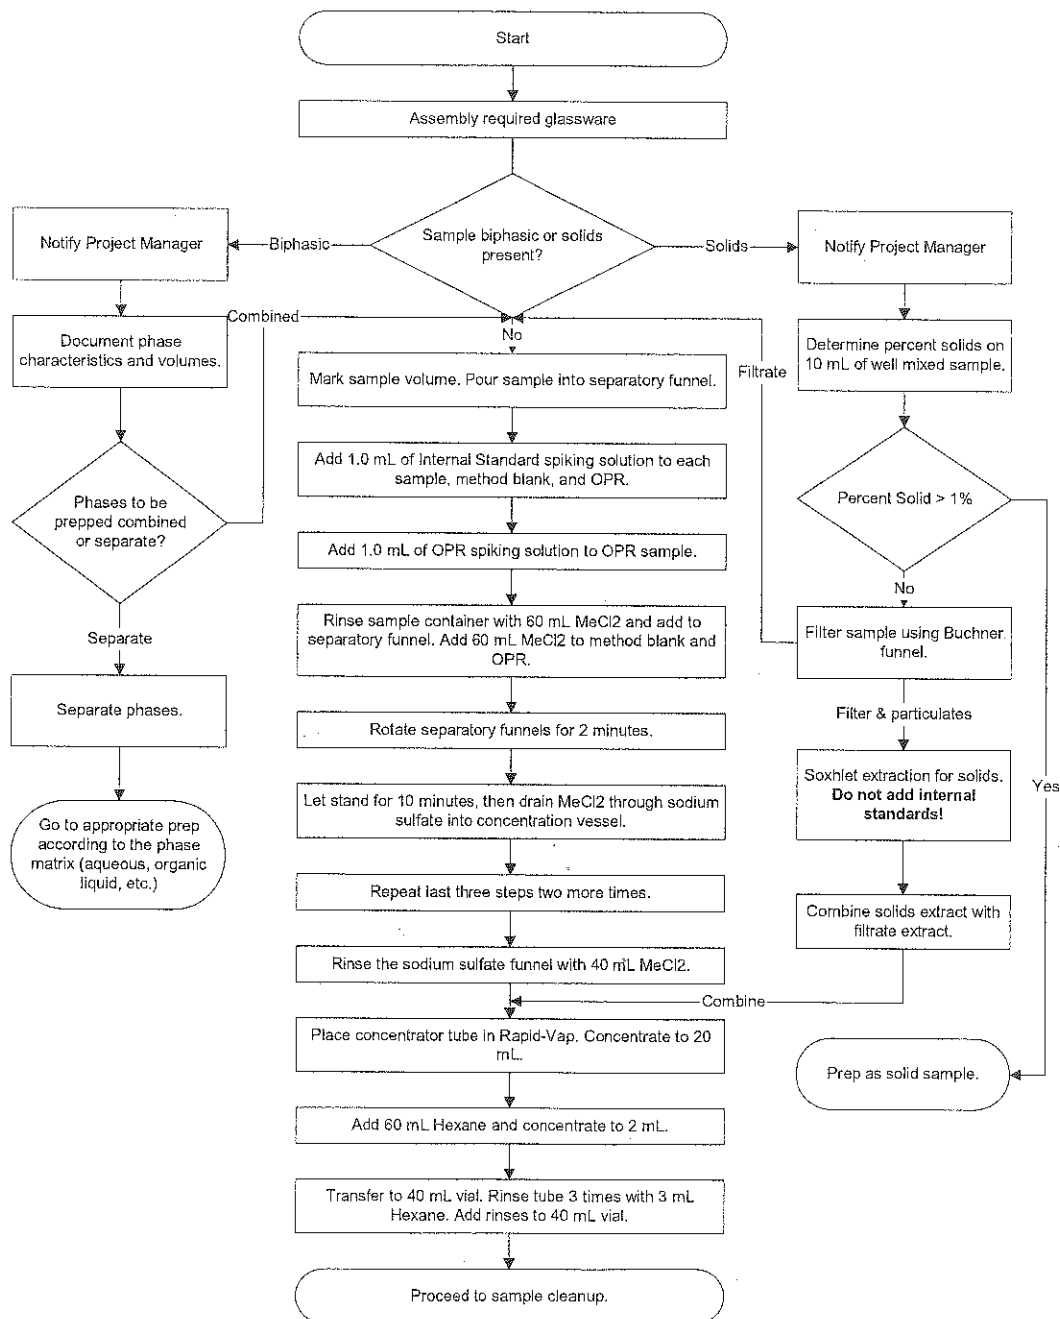 Start
Assembly required glassware
Sample biphasic or solids
present?
Biphasic
Solids
Notify Project Manager
Notify Project Manager
Combined
No
Document phase
characteristics and volumes.
Phases to be
prepped combined
or separate?
Separate
Separate phases.
Go to appropriate prep
according to the phase
matrix (aqueous, organic
liquid, etc.)
Mark sample volume. Pour sample into separatory funnel.
Add 1.0 mL of Internal Standard spiking solution to each
sample, method blank, and OPR.
Add 1.0 mL of OPR spiking solution to OPR sample.
Rinse sample container with 60 mL MeCl2 and add to
separatory funnel. Add 60 mL MeCl2 to method blank and
OPR.
Rotate separatory funnels for 2 minutes.
Let stand for 10 minutes, then drain MeCl2 through sodium
sulfate into concentration vessel.
Repeat last three steps two more times.
Rinse the sodium sulfate funnel with 40 mL MeCl2.
Combine
Place concentrator tube in Rapid-Vap. Concentrate to 20
mL.
Add 60 mL Hexane and concentrate to 2 mL.
Transfer to 40 mL vial. Rinse tube 3 times with 3 mL
Hexane. Add rinses to 40 mL vial.
Proceed to sample cleanup.
Determine percent solids on
10 mL of well mixed sample.
Filtrate
Percent Solid > 1%
No
Yes
Filter sample using Buchner
funnel.
Filter & particulates
Soxhlet extraction for solids.
Do not add internal
standards!
Combine solids extract with
filtrate extract.
Prep as solid sample.